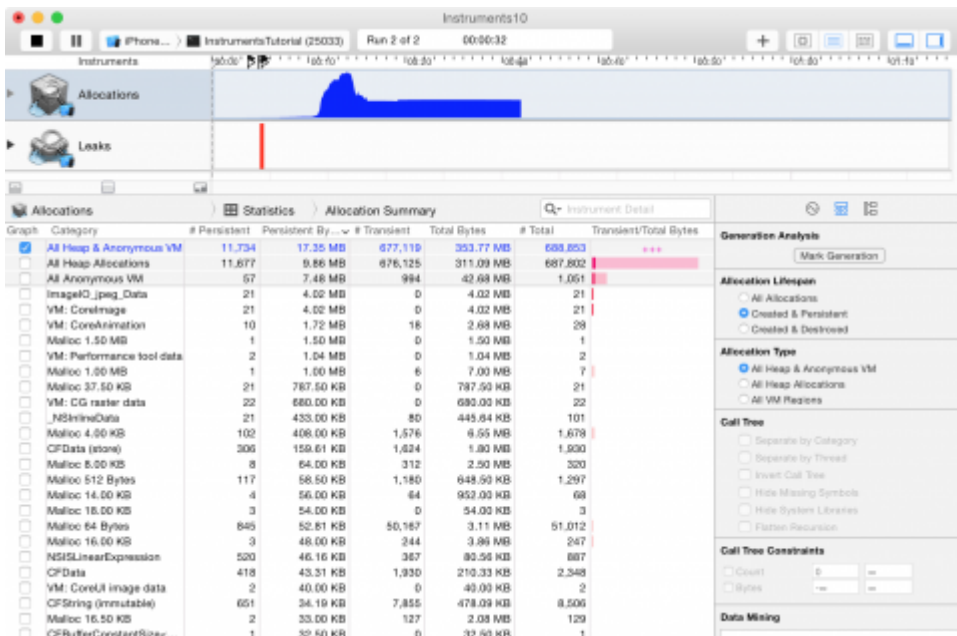 Instruments10
iPhone... InstrumentsTutorial (25033) Run 2 of 2 00:00:32
Instruments
Allocations
Leaks
Allocations Statistics Allocation Summary Instrument Detail
Graph Category # Persistent Persistent By... # Transient Total Bytes # Total Transient/Total Bytes
All Heap & Anonymous VM 11,734 17.35 MB 677,119 353.77 MB 688,853
All Heap Allocations 11,677 9.86 MB 676,125 311.09 MB 687,802
All Anonymous VM 57 7.48 MB 994 42.68 MB 1,051
ImageIO_jpeg_Data 21 4.02 MB 0 4.02 MB 21
VM: CoreImage 21 4.02 MB 0 4.02 MB 21
VM: CoreAnimation 10 1.72 MB 18 2.68 MB 28
Malloc 1.50 MB 1 1.50 MB 0 1.50 MB 1
VM: Performance tool data 2 1.04 MB 0 1.04 MB 2
Malloc 1.00 MB 1 1.00 MB 6 7.00 MB 7
Malloc 37.50 KB 21 787.50 KB 0 787.50 KB 21
VM: CG raster data 22 680.00 KB 0 680.00 KB 22
_NSInlineData 21 433.00 KB 80 445.64 KB 101
Malloc 4.00 KB 102 408.00 KB 1,576 6.55 MB 1,678
CFData (store) 306 159.61 KB 1,624 1.80 MB 1,930
Malloc 8.00 KB 8 64.00 KB 312 2.50 MB 320
Malloc 512 Bytes 117 58.50 KB 1,180 648.50 KB 1,297
Malloc 14.00 KB 4 56.00 KB 64 952.00 KB 68
Malloc 18.00 KB 3 54.00 KB 0 54.00 KB 3
Malloc 64 Bytes 845 52.81 KB 50,167 3.11 MB 51,012
Malloc 16.00 KB 3 48.00 KB 244 3.86 MB 247
NSISLinearExpression 520 46.16 KB 367 80.56 KB 887
CFData 418 43.31 KB 1,930 210.33 KB 2,348
VM: CoreUI image data 2 40.00 KB 0 40.00 KB 2
CFString (immutable) 651 34.19 KB 7,855 478.09 KB 8,506
Malloc 16.50 KB 2 33.00 KB 127 2.08 MB 129
1 32.50 KB 0 32.50 KB 1
Generation Analysis
Mark Generation
Allocation Lifespan
All Allocations
Created & Persistent
Created & Destroyed
Allocation Type
All Heap & Anonymous VM
All Heap Allocations
All VM Regions
Call Tree
Separate by Category
Separate by Thread
Invert Call Tree
Hide Missing Symbols
Hide System Libraries
Flatten Recursion
Call Tree Constraints
Count 0
Bytes
Data Mining